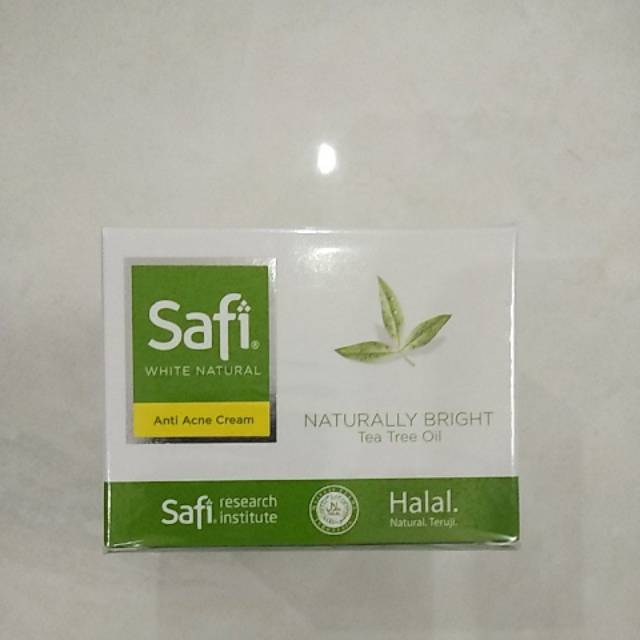 Safi®
WHITE NATURAL
Anti Acne Cream
NATURALLY BRIGHT
Tea Tree Oil
Safi research
institute
Halal.
Natural. Teruji.